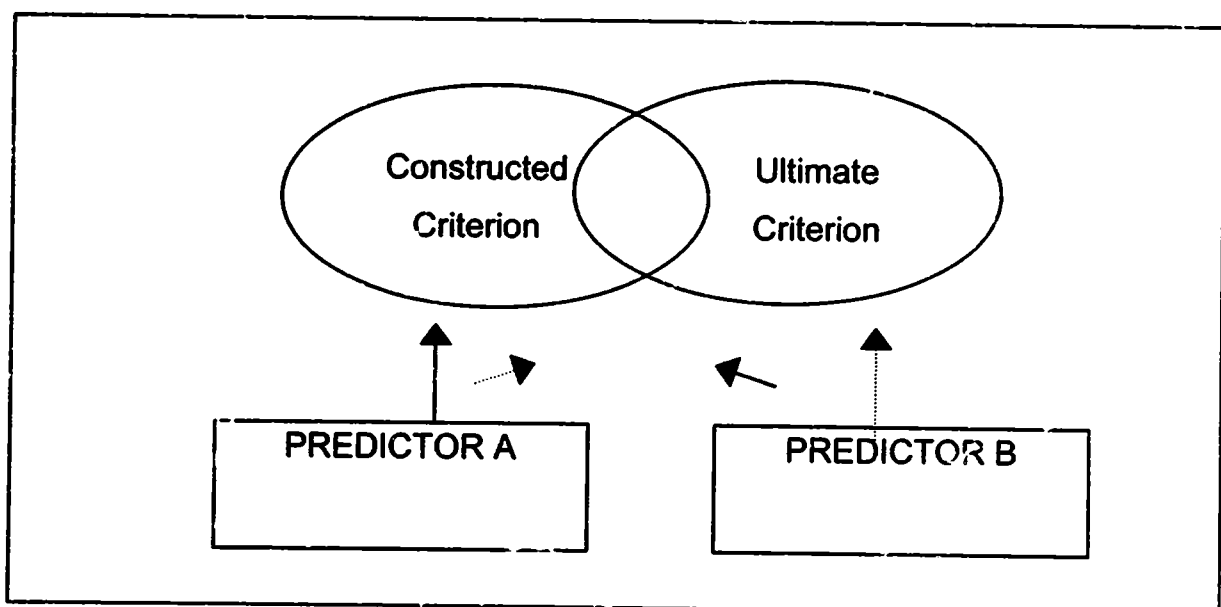 Constructed
Criterion
Ultimate
Criterion
PREDICTOR A
PREDICTOR B